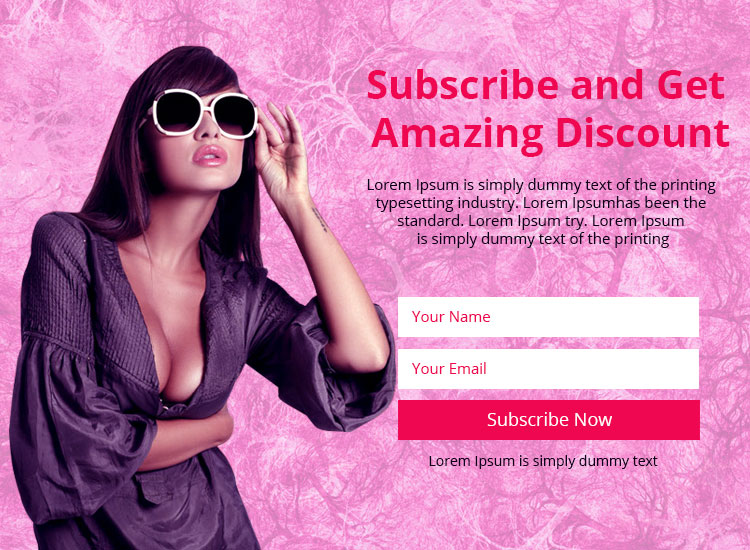 Subscribe and Get
Amazing Discount
Lorem Ipsum is simply dummy text of the printing
typesetting industry. Lorem Ipsumhas been the
standard. Lorem Ipsum try. Lorem Ipsum
is simply dummy text of the printing
Your Name
Your Email
Subscribe Now
Lorem Ipsum is simply dummy text